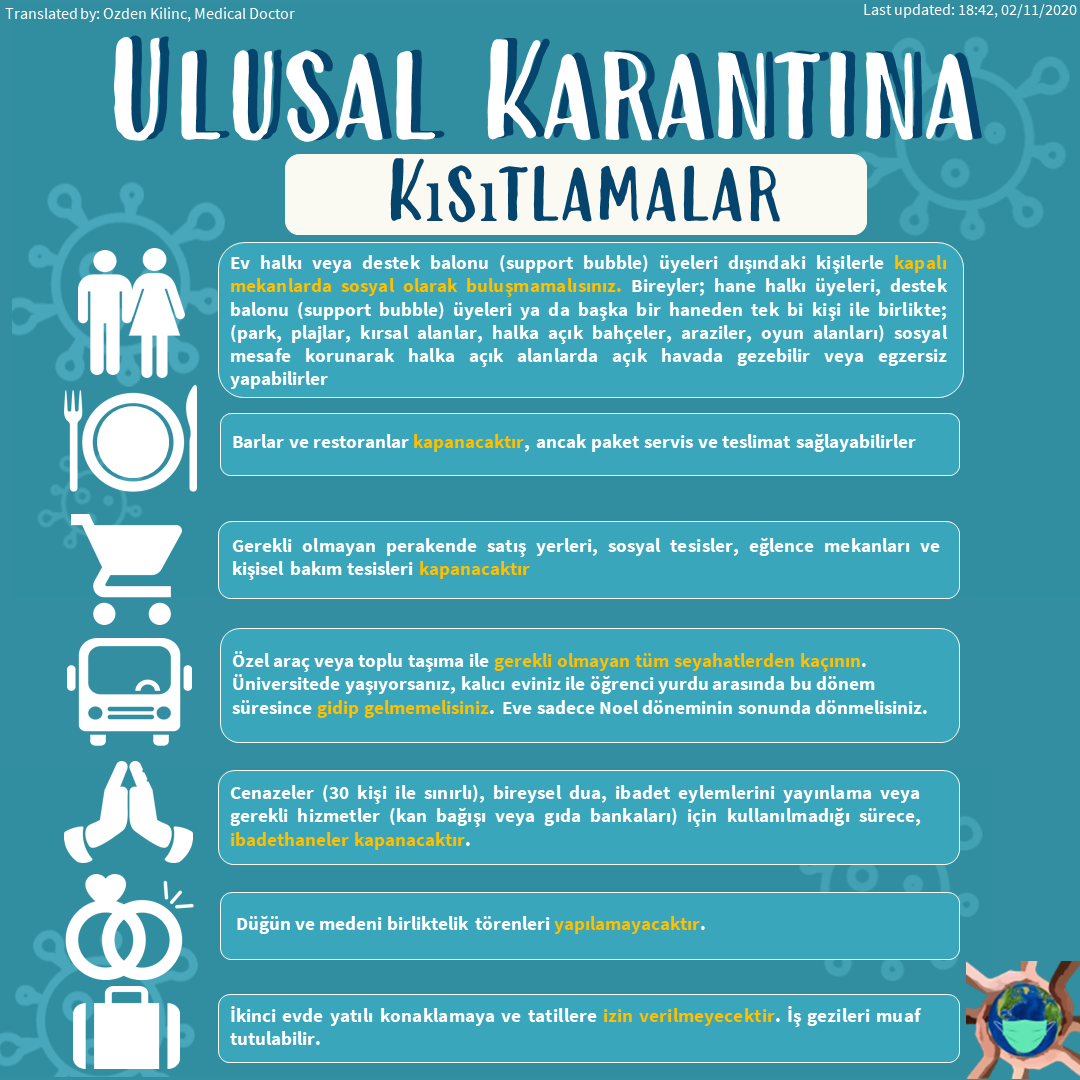 Translated by: Ozden Kilinc, Medical Doctor
Last updated: 18:42, 02/11/2020
ULUSAL KARANTINA
KıSıTLAMALAR
Ev halkı veya destek balonu (support bubble) üyeleri dışındaki kişilerle kapalı
mekanlarda sosyal olarak buluşmamalısınız. Bireyler; hane halkı üyeleri, destek
balonu (support bubble) üyeleri ya da başka bir haneden tek bi kişi ile birlikte;
(park, plajlar, kırsal alanlar, halka açık bahçeler, araziler, oyun alanları) sosyal
mesafe korunarak halka açık alanlarda açık havada gezebilir veya egzersiz
yapabilirler
Barlar ve restoranlar kapanacaktır, ancak paket servis ve teslimat sağlayabilirler
Gerekli olmayan perakende satış yerleri, sosyal tesisler, eğlence mekanları ve
kişisel bakım tesisleri kapanacaktır
Özel araç veya toplu taşıma ile gerekli olmayan tüm seyahatlerden kaçının.
Üniversitede yaşıyorsanız, kalıcı eviniz ile öğrenci yurdu arasında bu dönem
süresince gidip gelmemelisiniz. Eve sadece Noel döneminin sonunda dönmelisiniz.
Cenazeler (30 kişi ile sınırlı), bireysel dua, ibadet eylemlerini yayınlama veya
gerekli hizmetler (kan bağışı veya gıda bankaları) için kullanılmadığı sürece,
ibadethaneler kapanacaktır.
Düğün ve medeni birliktelik törenleri yapılamayacaktır.
İkinci evde yatılı konaklamaya ve tatillere izin verilmeyecektir. İş gezileri muaf
tutulabilir.